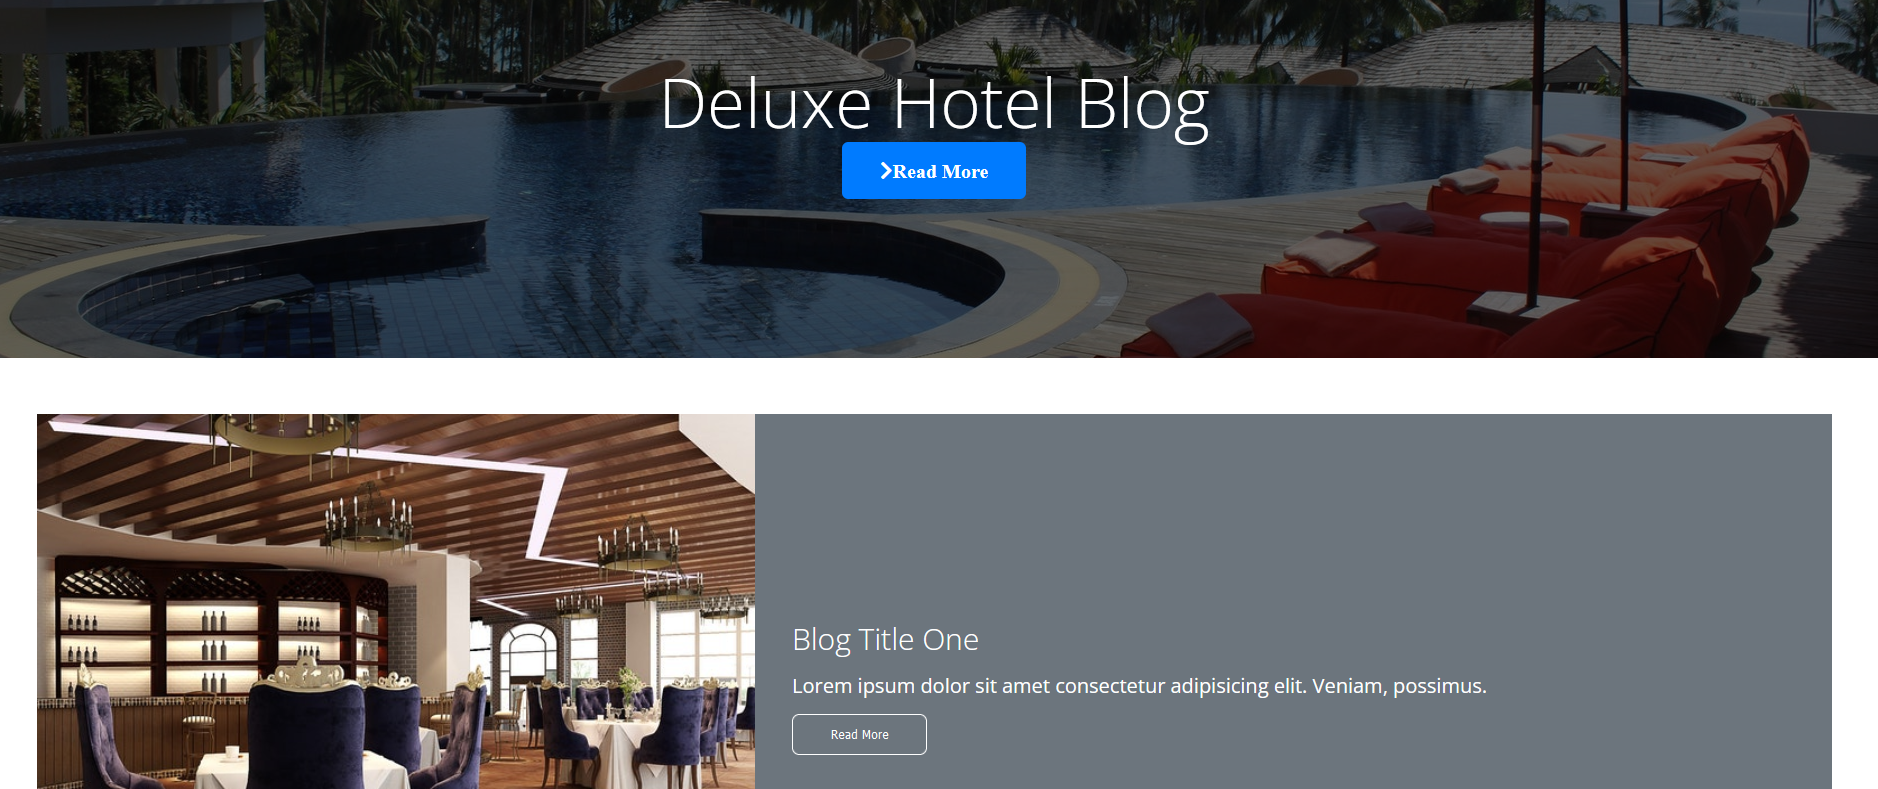 Deluxe Hotel Blog
Read More
Blog Title One
Lorem ipsum dolor sit amet consectetur adipisicing elit. Veniam, possimus.
Read More